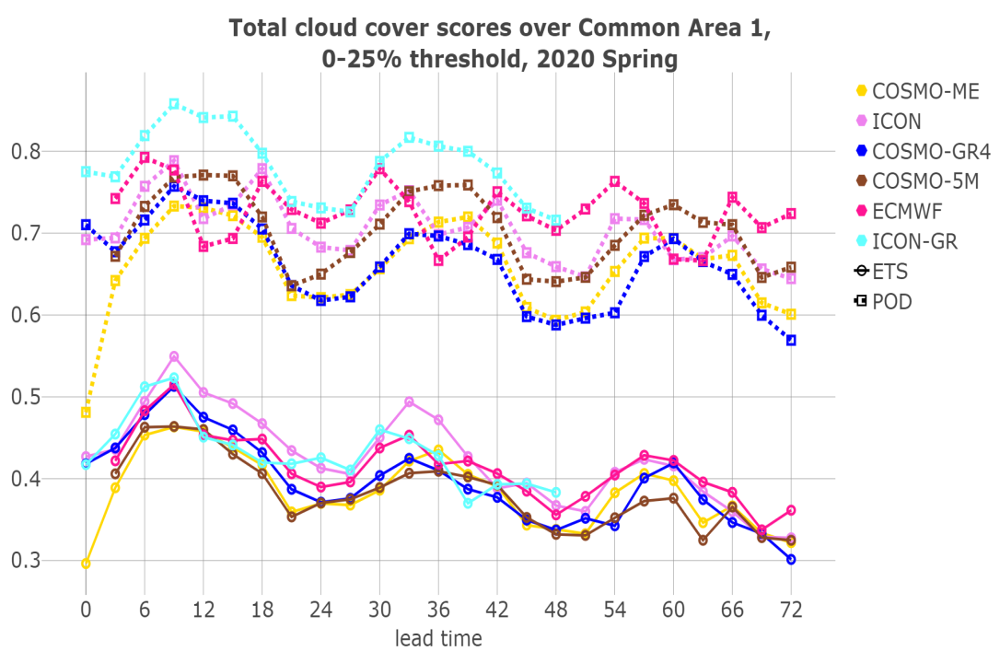 Total cloud cover scores over Common Area 1,
0-25% threshold, 2020 Spring
COSMO-ME
ICON
COSMO-GR4
COSMO-5M
ECMWF
ICON-GR
ETS
POD
0.8
0.7
0.6
0.5
0.4
0.3
0 6 12 18 24 30 36 42 48 54 60 66 72
lead time